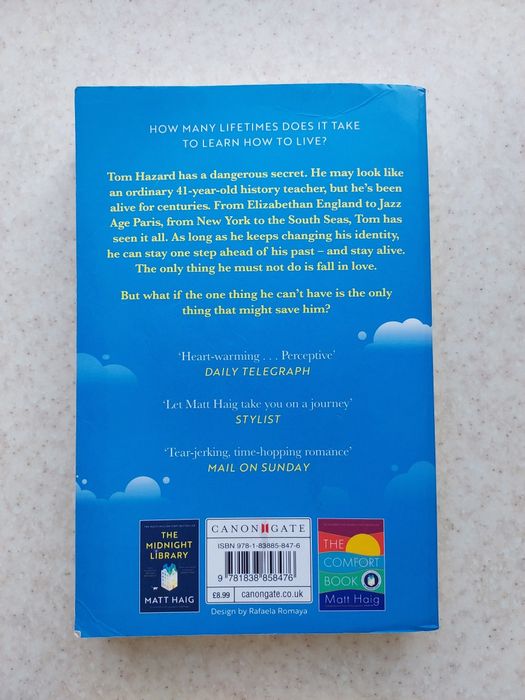 HOW MANY LIFETIMES DOES IT TAKE
TO LEARN HOW TO LIVE?
Tom Hazard has a dangerous secret. He may look like
an ordinary 41-year-old history teacher, but he's been
alive for centuries. From Elizabethan England to Jazz
Age Paris, from New York to the South Seas, Tom has
seen it all. As long as he keeps changing his identity,
he can stay one step ahead of his past – and stay alive.
The only thing he must not do is fall in love.
But what if the one thing he can't have is the only
thing that might save him?
'Heart-warming . . . Perceptive'
DAILY TELEGRAPH
'Let Matt Haig take you on a journey'
STYLIST
'Tear-jerking, time-hopping romance'
MAIL ON SUNDAY
THE
MIDNIGHT
LIBRARY
MATT HAIG
CANONGATE
ISBN 978-1-83885-847-6
9 781838 858476
£8.99 canongate.co.uk
THE
COMFORT
BOOK
Matt Haig
Design by Rafaela Romaya